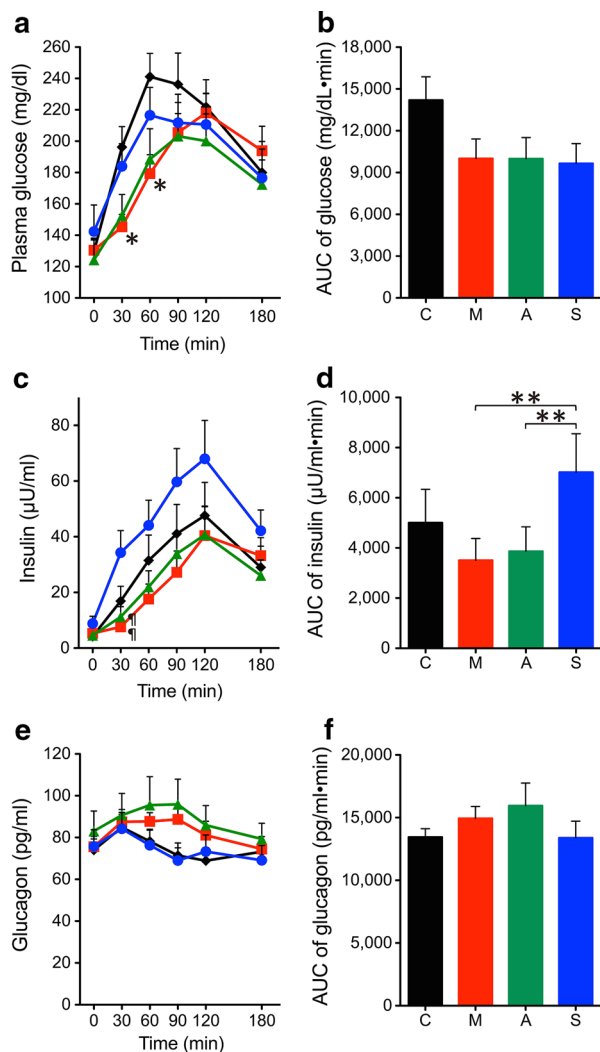 a
Plasma glucose (mg/dl)
260
240
220
200
180
160
140
120
100
*
*
0 30 60 90 120 180
Time (min)
b
AUC of glucose (mg/dL•min)
18,000
15,000
12,000
9,000
6,000
3,000
0
C M A S
c
Insulin (µU/ml)
80
60
40
20
0
¶
¶
0 30 60 90 120 180
Time (min)
d
AUC of insulin (µU/ml•min)
10,000
8,000
6,000
4,000
2,000
0
**
**
C M A S
e
Glucagon (pg/ml)
120
100
80
60
40
20
0
0 30 60 90 120 180
Time (min)
f
AUC of glucagon (pg/ml•min)
20,000
15,000
10,000
5,000
0
C M A S